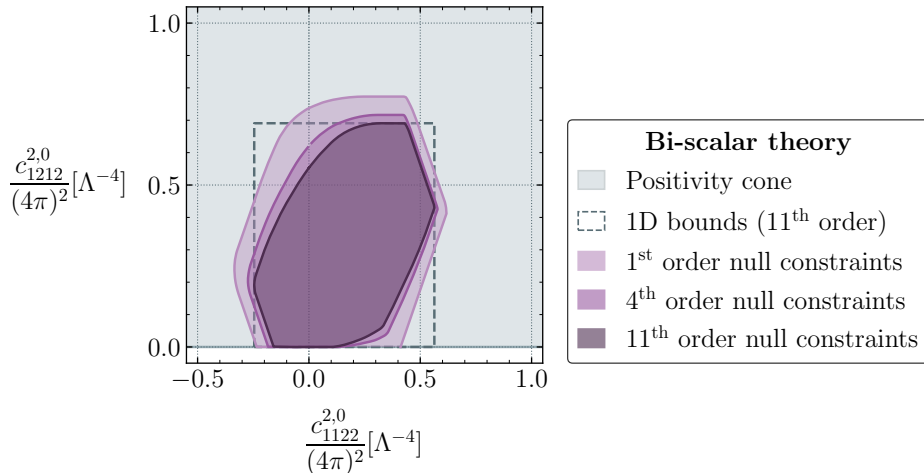 1.0
0.5
0.0
c^{2,0}_{1212} / (4π)^2 [Λ^{-4}]
−0.5 0.0 0.5 1.0
c^{2,0}_{1122} / (4π)^2 [Λ^{-4}]
Bi-scalar theory
Positivity cone
1D bounds (11th order)
1st order null constraints
4th order null constraints
11th order null constraints